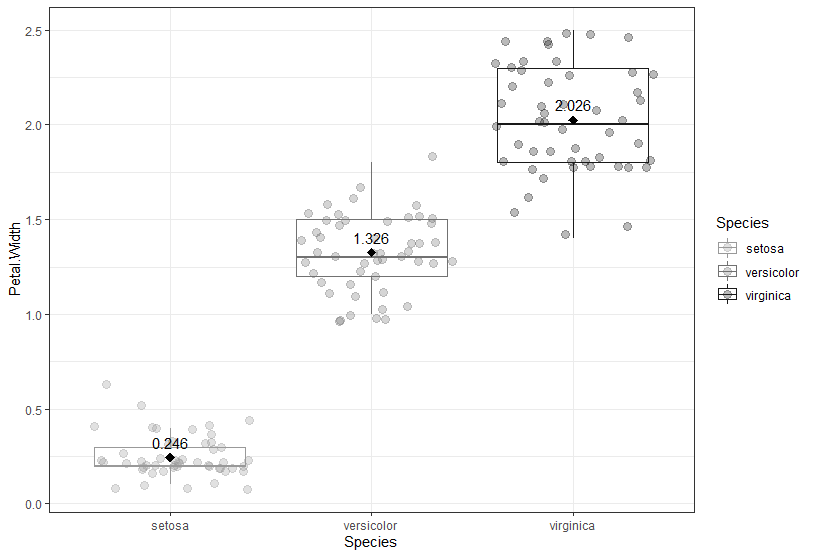 2.5
2.0
1.5
1.0
0.5
0.0
Petal.Width
2.026
1.326
0.246
setosa
versicolor
virginica
Species
Species
setosa
versicolor
virginica